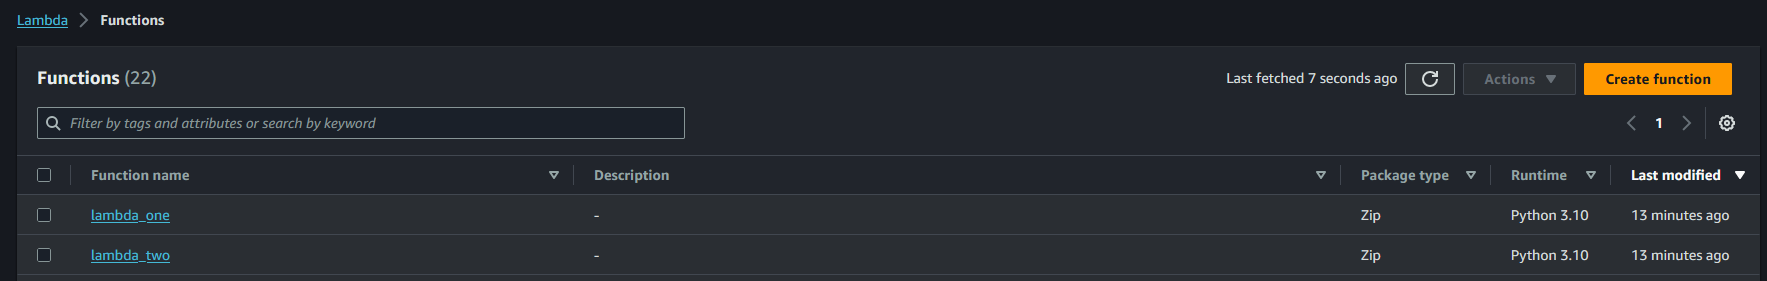 Lambda > Functions
Functions (22) Last fetched 7 seconds ago Actions Create function
Filter by tags and attributes or search by keyword 1
Function name Description Package type Runtime Last modified
lambda_one - Zip Python 3.10 13 minutes ago
lambda_two - Zip Python 3.10 13 minutes ago